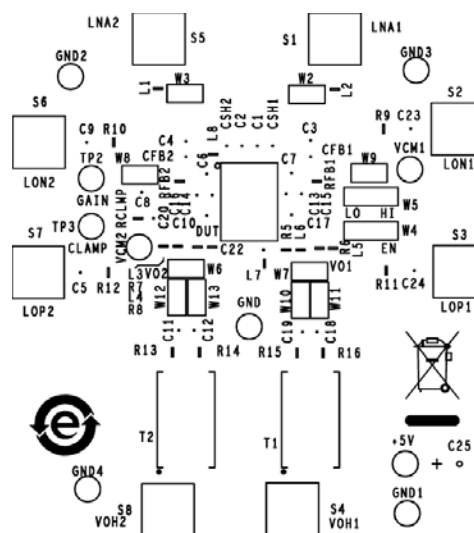 LNA2
LNA1
S5
S1
GND2
GND3
W3
W2
L1
L2
S6
S2
CSH2
C2
C1
CSH1
C9
R10
C4
C3
R9
C23
L8
TP2
W8
CFB2
C6
C7
CFB1
W9
VCM1
LON2
LON1
RFB2
RFB1
GAIN
W5
C8
C16
C14
C13
C15
LO
HI
TP3
RCLMP
C20
C10
DUT
C17
W4
S7
S3
CLAMP
VCM2
C22
R5
L6
R6
L5
EN
L3
VO2
W6
L7
W7
VO1
C5
R12
R7
R11
C24
LOP2
L4
W12
W13
W10
W11
LOP1
R8
GND
C11
C12
C19
C18
R13
R14
R15
R16
T2
T1
e
+5V
+
C25
GND4
GND1
S8
S4
VOH2
VOH1